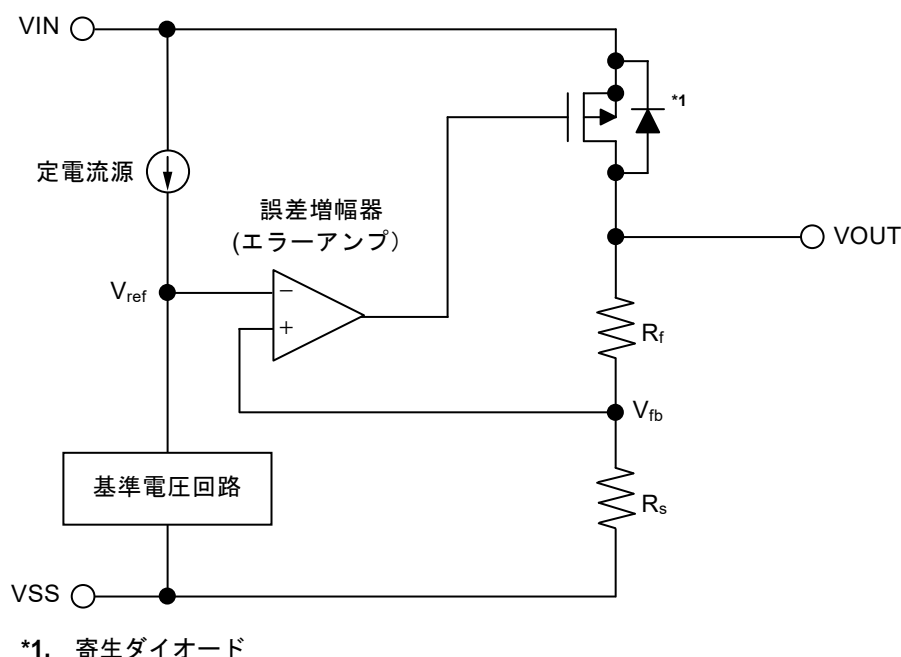 VIN
*1
定電流源
誤差増幅器
(エラーアンプ）
VOUT
Vref
−
+
Rf
Vfb
基準電圧回路
Rs
VSS
*1. 寄生ダイオード